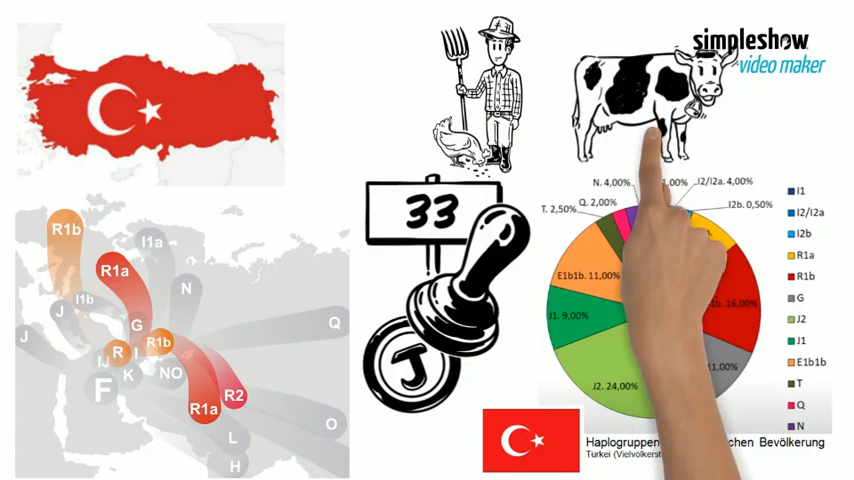 simpleshow
video maker
33
J
R1b
R1a
I1a
N
J
I1b
J
G
Q
R
I
R1b
IJ
K
NO
F
R1a
R2
O
L
H
N. 4,00%
1,00%
I2/I2a. 4,00%
Q. 2,00%
I2b. 0,50%
T. 2,50%
E1b1b. 11,00%
16,00%
J1. 9,00%
11,00%
J2. 24,00%
I1
I2/I2a
I2b
R1a
R1b
G
J2
J1
E1b1b
T
Q
N
Haplogruppen Bevölkerung
Türkei